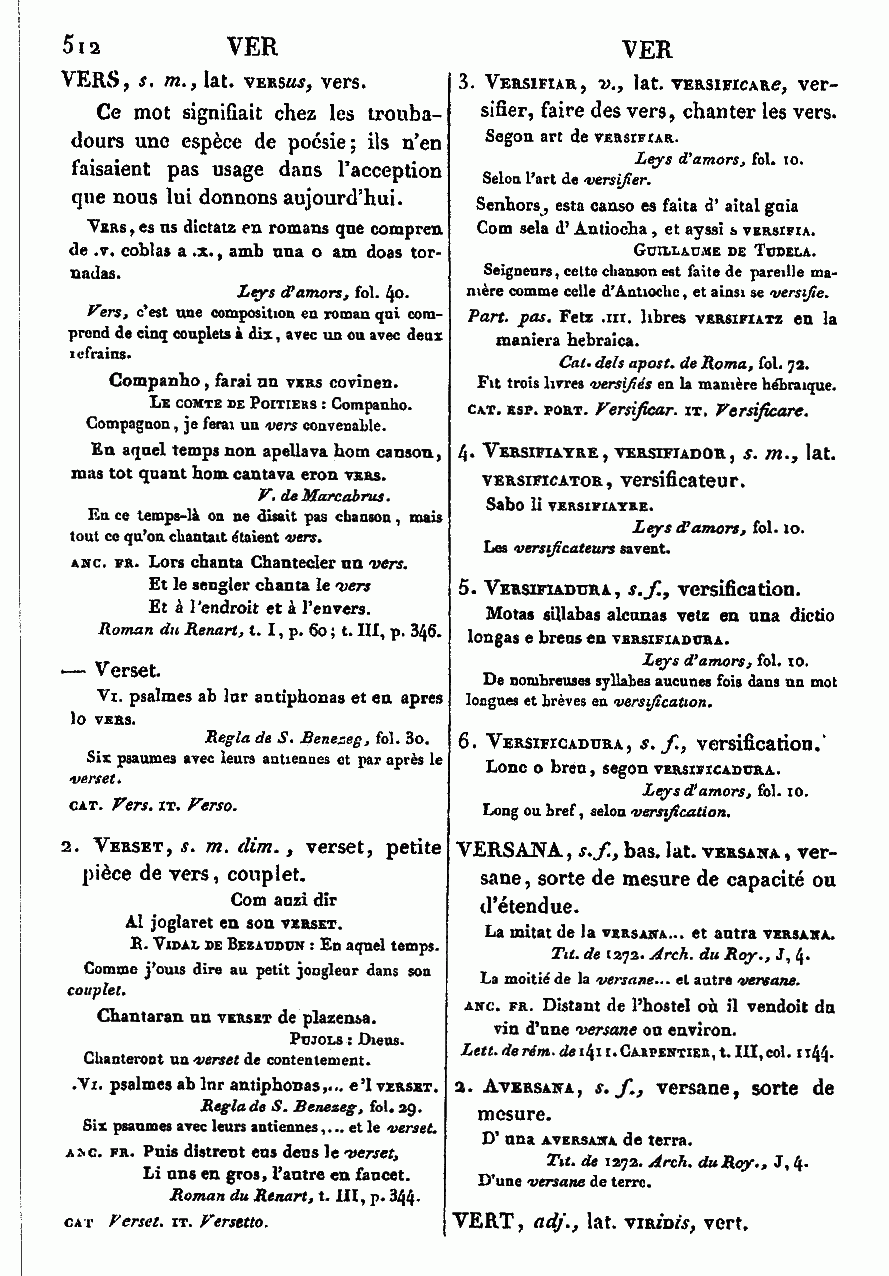 512 VER VER
VERS, s. m., lat. VERSus, vers.
Ce mot signifiait chez les trouba-
dours une espèce de poésie; ils n'en
faisaient pas usage dans l'acception
que nous lui donnons aujourd'hui.
VERS, es us dictatz en romans que compren
de .v. coblas a .x., amb una o am doas tor-
nadas.
Leys d'amors, fol. 40.
Vers, c'est une composition en roman qui com-
prend de cinq couplets à dix, avec un ou avec deux
refrains.
Companho, farai un VERS covinen.
LE COMTE DE POITIERS : Companho.
Compagnon, je ferai un vers convenable.
En aquel temps non apellava hom canson,
mas tot quant hom cantava eron VERS.
V. de Marcabrus.
En ce temps-là on ne disait pas chanson, mais
tout ce qu'on chantait étaient vers.
ANC. FR. Lors chanta Chantecler un vers.
Et le sengler chanta le vers
Et à l'endroit et à l'envers.
Roman du Renart, t. I, p. 60; t. III, p. 346.
— Verset.
VI. psalmes ab lur antiphonas et en apres
lo VERS.
Regla de S. Benezeg, fol. 30.
Six psaumes avec leurs antiennes et par après le
verset.
CAT. Vers. IT. Verso.
2. VERSET, s. m. dim., verset, petite
pièce de vers, couplet.
Com auzi dir
Al joglaret en son VERSET.
R. VIDAL DE BEZAUDUN : En aquel temps.
Comme j'ouis dire au petit jongleur dans son
couplet.
Chantaran un VERSET de plazensa.
PUJOLS : Dieus.
Chanteront un verset de contentement.
.VI. psalmes ab lur antiphonas,... e'l VERSET.
Regla de S. Benezeg, fol. 29.
Six psaumes avec leurs antiennes,... et le verset.
ANC. FR. Puis distrent eus deus le verset,
Li uns en gros, l'autre en faucet.
Roman du Renart, t. III, p. 344.
CAT Verset. IT. Versetto.
3. VERSIFIAR, v., lat. VERSIFICARe, ver-
sifier, faire des vers, chanter les vers.
Segon art de VERSIFIAR.
Leys d'amors, fol. 10.
Selon l'art de versifier.
Senhors, esta canso es faita d' aital guia
Com sela d' Antiocha, et ayssi s VERSIFIA.
GUILLAUME DE TUDELA.
Seigneurs, cette chanson est faite de pareille ma-
nière comme celle d'Antioche, et ainsi se versifie.
Part. pas. Fetz .III. libres VERSIFIATZ en la
maniera hebraica.
Cat. dels apost. de Roma, fol. 72.
Fit trois livres versifiés en la manière hébraique.
CAT. ESP. PORT. Versificar. IT. Versificare.
4. VERSIFIAYRE, VERSIFIADOR, s. m., lat.
VERSIFICATOR, versificateur.
Sabo li VERSIFIAYRE.
Leys d'amors, fol. 10.
Les versificateurs savent.
5. VERSIFIADURA, s. f., versification.
Motas sillabas alcunas vetz en una dictio
longas e breus en VERSIFIADURA.
Leys d'amors, fol. 10.
De nombreuses syllabes aucunes fois dans un mot
longues et brèves en versification.
6. VERSIFICADURA, s. f., versification.
Lonc o breu, segon VERSIFICADURA.
Leys d'amors, fol. 10.
Long ou bref, selon versification.
VERSANA, s. f., bas. lat. VERSANA, ver-
sane, sorte de mesure de capacité ou
d'étendue.
La mitat de la VERSANA... et autra VERSANA.
Tit. de 1272. Arch. du Roy., J, 4.
La moitié de la versane... et autre versane.
ANC. FR. Distant de l'hostel où il vendoit du
vin d'une versane ou environ.
Lett. de rém. de 1411. CARPENTIER, t. III, col. 1144.
2. AVERSANA, s. f., versane, sorte de
mesure.
D' una AVERSANA de terra.
Tit. de 1272. Arch. du Roy., J, 4.
D'une versane de terre.
VERT, adj., lat. VIRIDis, vert.